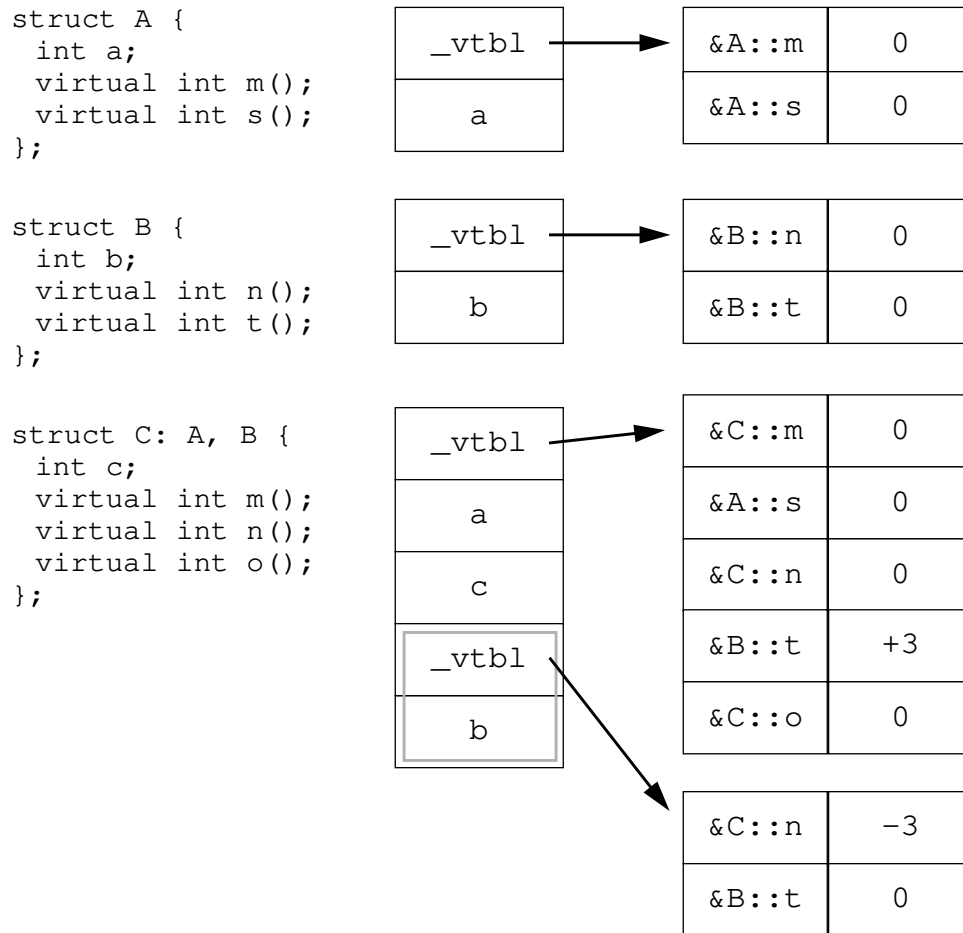 struct A {
int a;
virtual int m();
virtual int s();
};
_vtbl
a
&A::m 0
&A::s 0
struct B {
int b;
virtual int n();
virtual int t();
};
_vtbl
b
&B::n 0
&B::t 0
struct C: A, B {
int c;
virtual int m();
virtual int n();
virtual int o();
};
_vtbl
a
c
_vtbl
b
&C::m 0
&A::s 0
&C::n 0
&B::t +3
&C::o 0
&C::n −3
&B::t 0